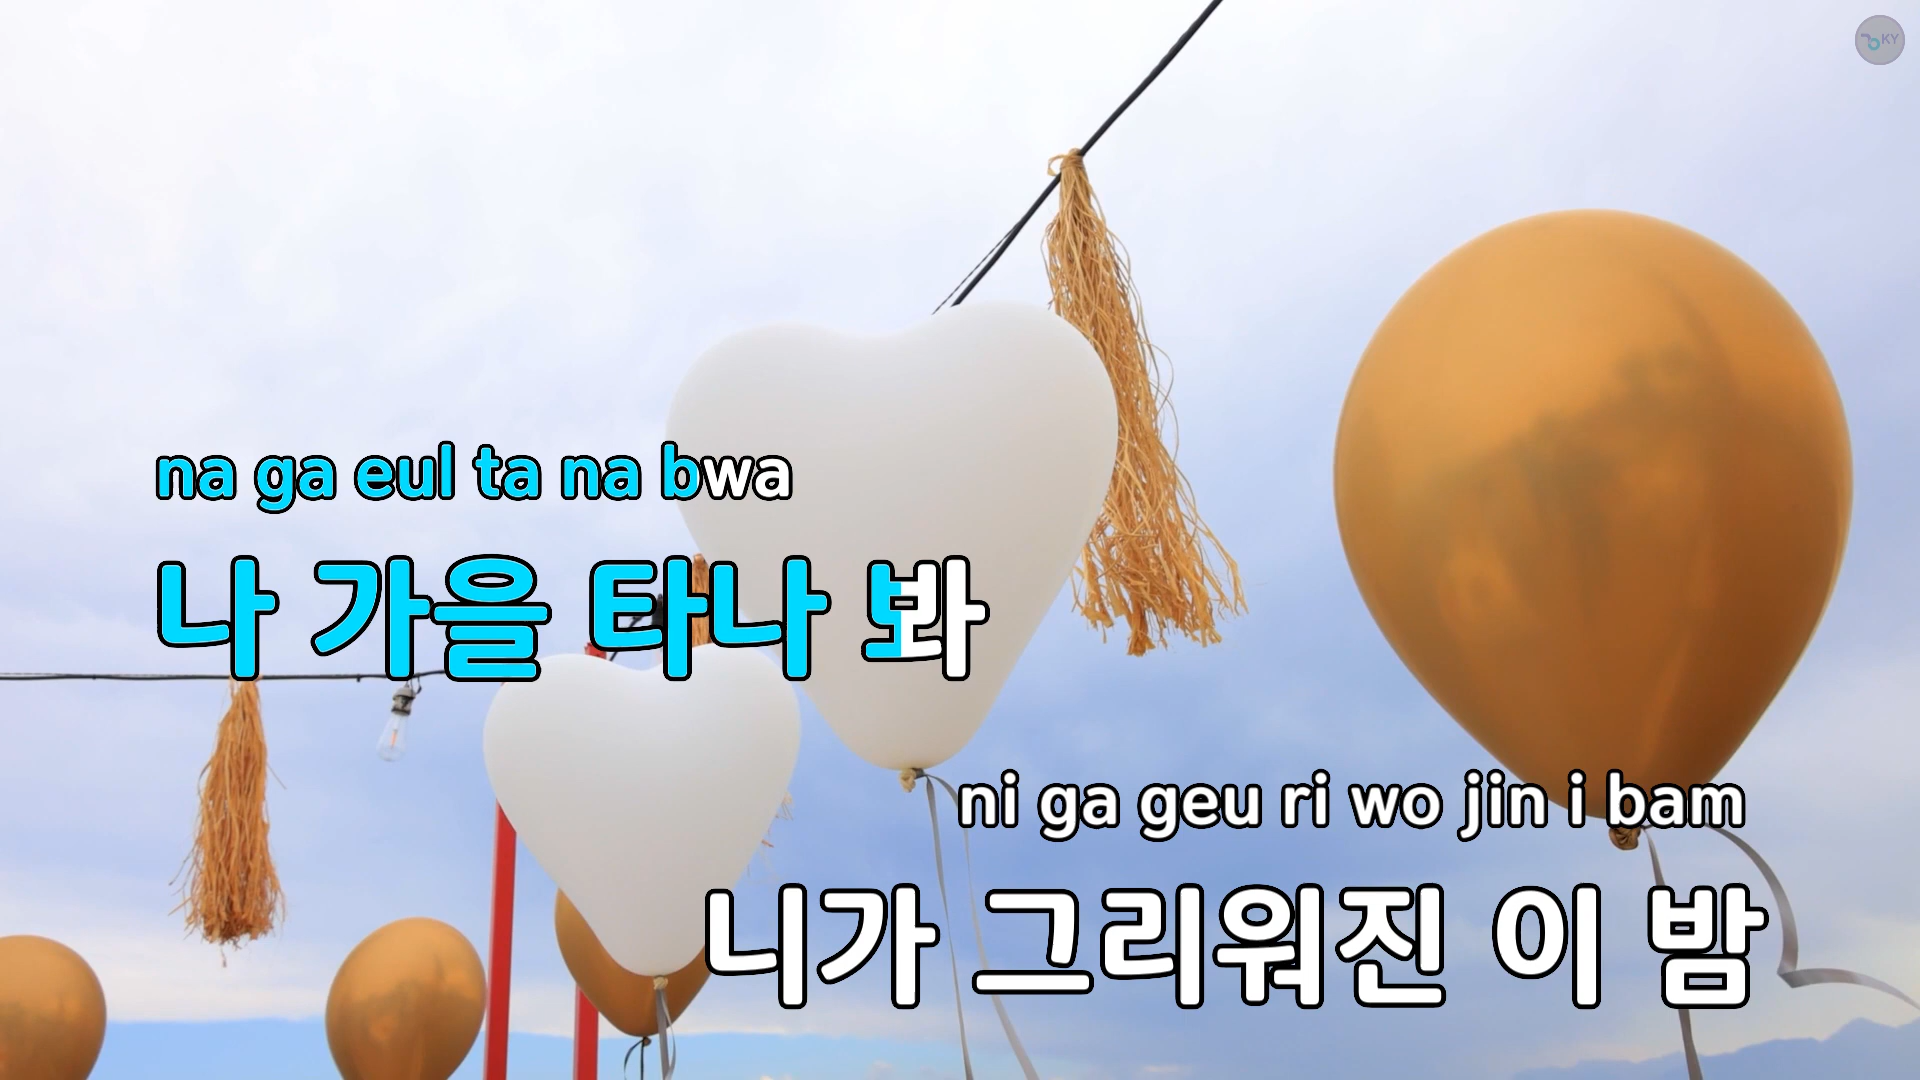 KY
na ga eul ta na bwa
나 가을 타나 봐
ni ga geu ri wo jin i bam
니가 그리워진 이 밤